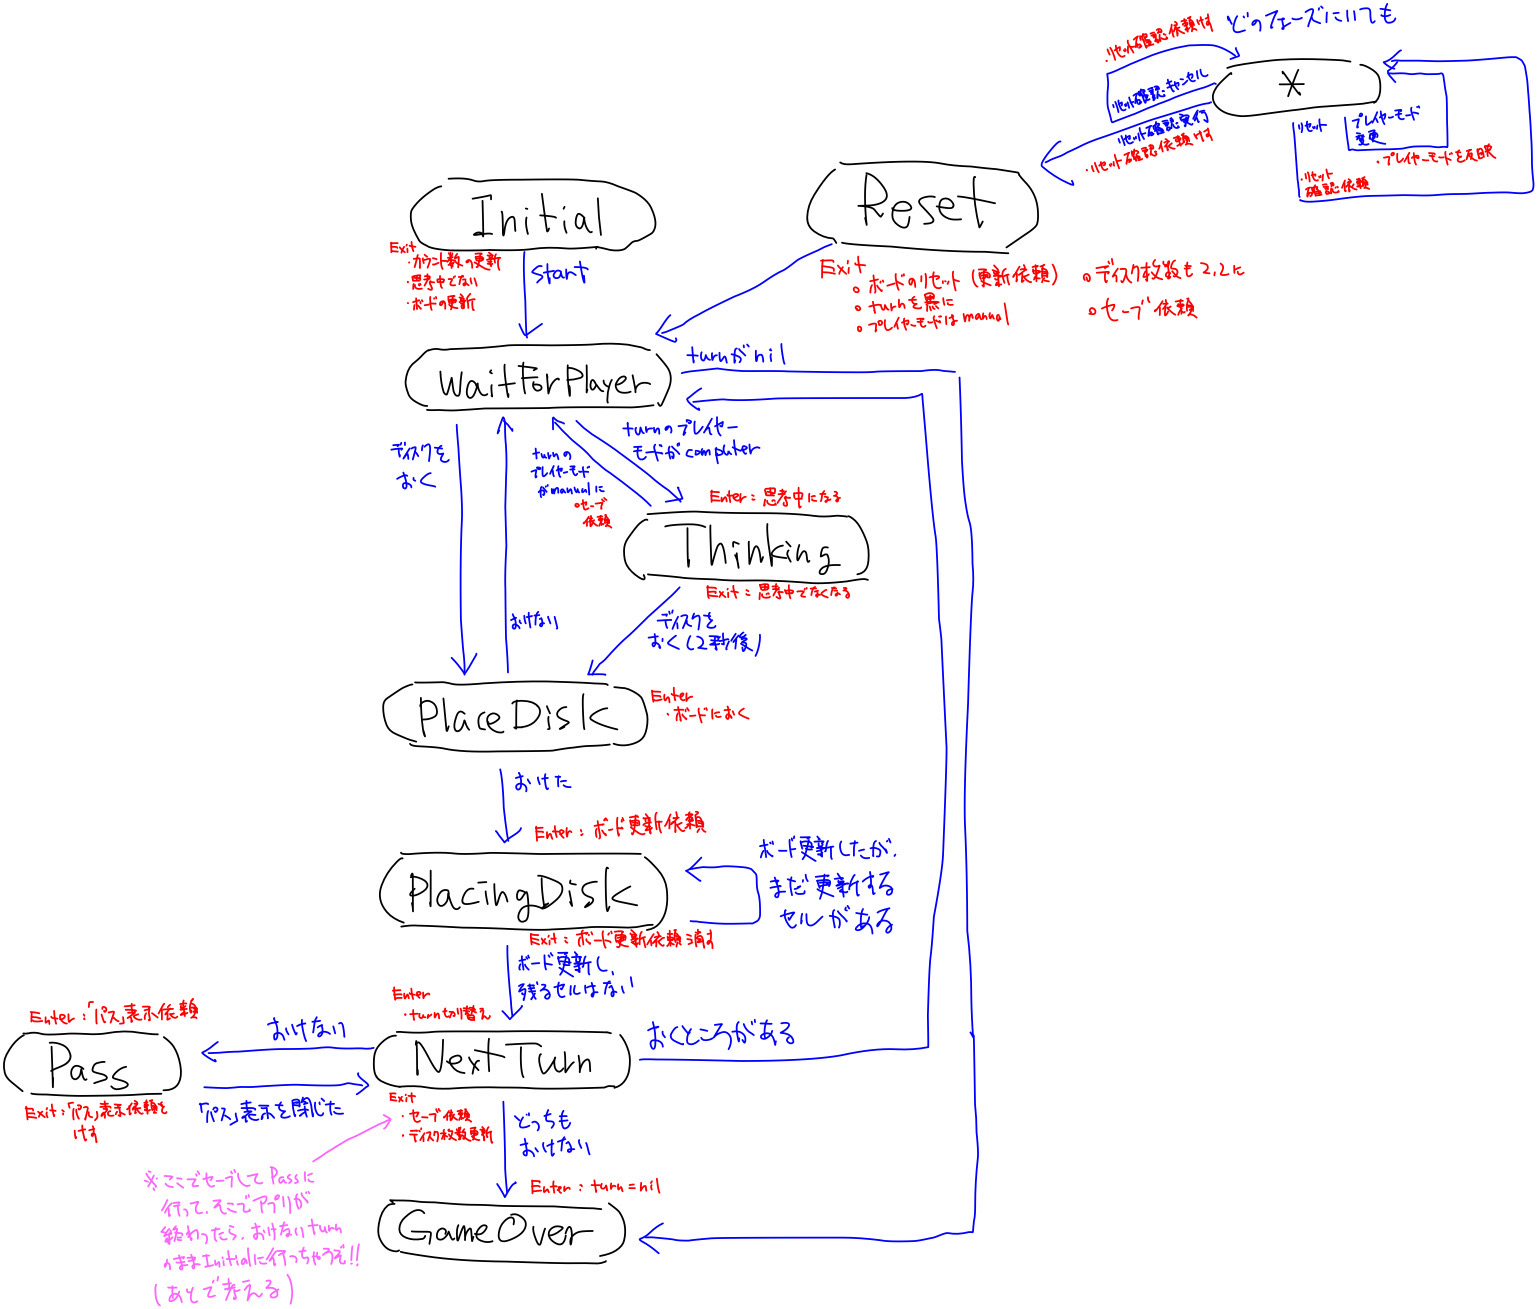 どのフェーズにいても
・リセット確認依頼けす
*
リセット確認:キャンセル
リセット確認:実行
・リセット確認依頼けす
リセット
プレイヤーモード
変更
・プレイヤーモードを反映
・リセット
確認依頼
Initial
Exit
・カウント数の更新
・思考中でない
・ボードの更新
start
Reset
Exit
○ ボードのリセット (更新依頼)
○ turnを黒に
○ プレイヤーモードは manual
○ ディスク枚数も2,2に
○ セーブ依頼
WaitForPlayer
turnがnil
ディスクを
おく
turnの
プレイヤーモード
がmanualに
○セーブ
依頼
turnのプレイヤー
モードがcomputer
Enter : 思考中になる
Thinking
Exit : 思考中でなくなる
おけない
ディスクを
おく(2秒後)
PlaceDisk
Enter
・ボードにおく
おけた
Enter : ボード更新依頼
PlacingDisk
ボード更新したが、
まだ更新する
セルがある
Exit : ボード更新依頼消す
ボード更新し、
残るセルはない
Enter
・turn切り替え
Enter :「パス」表示依頼
Pass
Exit :「パス」表示依頼を
けす
おけない
「パス」表示を閉じた
NextTurn
おくところがある
Exit
・セーブ依頼
・ディスク枚数更新
どっちも
おけない
Enter : turn = nil
GameOver
※ここでセーブしてPassに
行って、そこでアプリが
終わったら、おけないturn
のままInitialに行っちゃうぞ!!
(あとで考える)